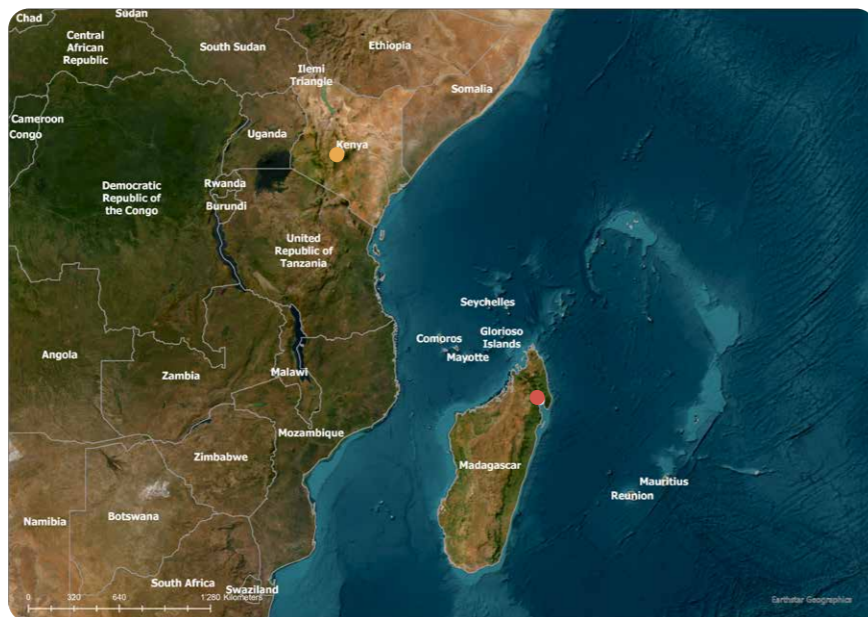 Chad
Sudan
Central
African
Republic
South Sudan
Ethiopia
Ilemi
Triangle
Somalia
Cameroon
Congo
Uganda
Kenya
Democratic
Republic of
the Congo
Rwanda
Burundi
United
Republic of
Tanzania
Seychelles
Glorioso
Islands
Comoros
Mayotte
Angola
Zambia
Malawi
Mozambique
Zimbabwe
Madagascar
Mauritius
Reunion
Namibia
Botswana
South Africa
Swaziland
0 320 640 1'280 Kilometers
Earthstar Geographics